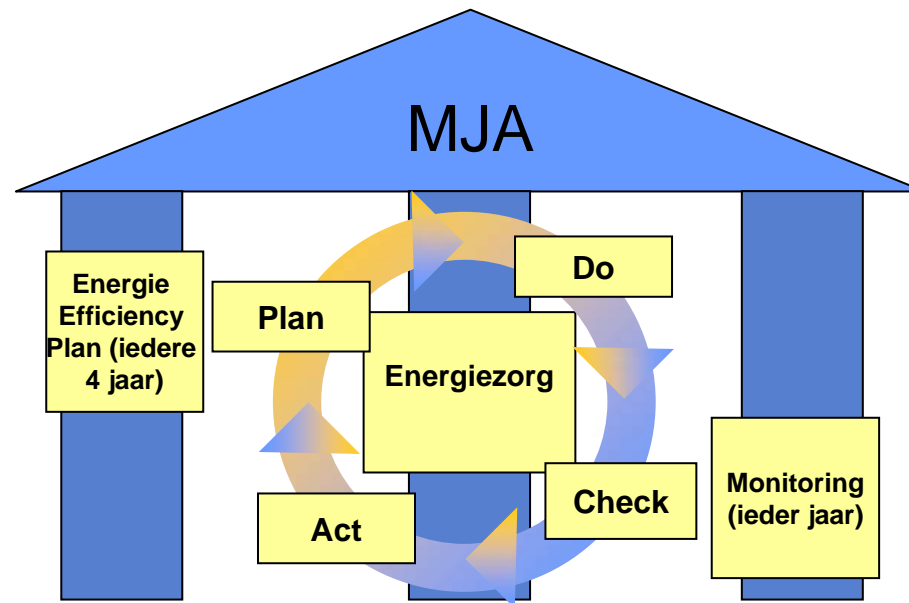 MJA
Energie
Efficiency
Plan (iedere
4 jaar)
Plan
Do
Energiezorg
Act
Check
Monitoring
(ieder jaar)